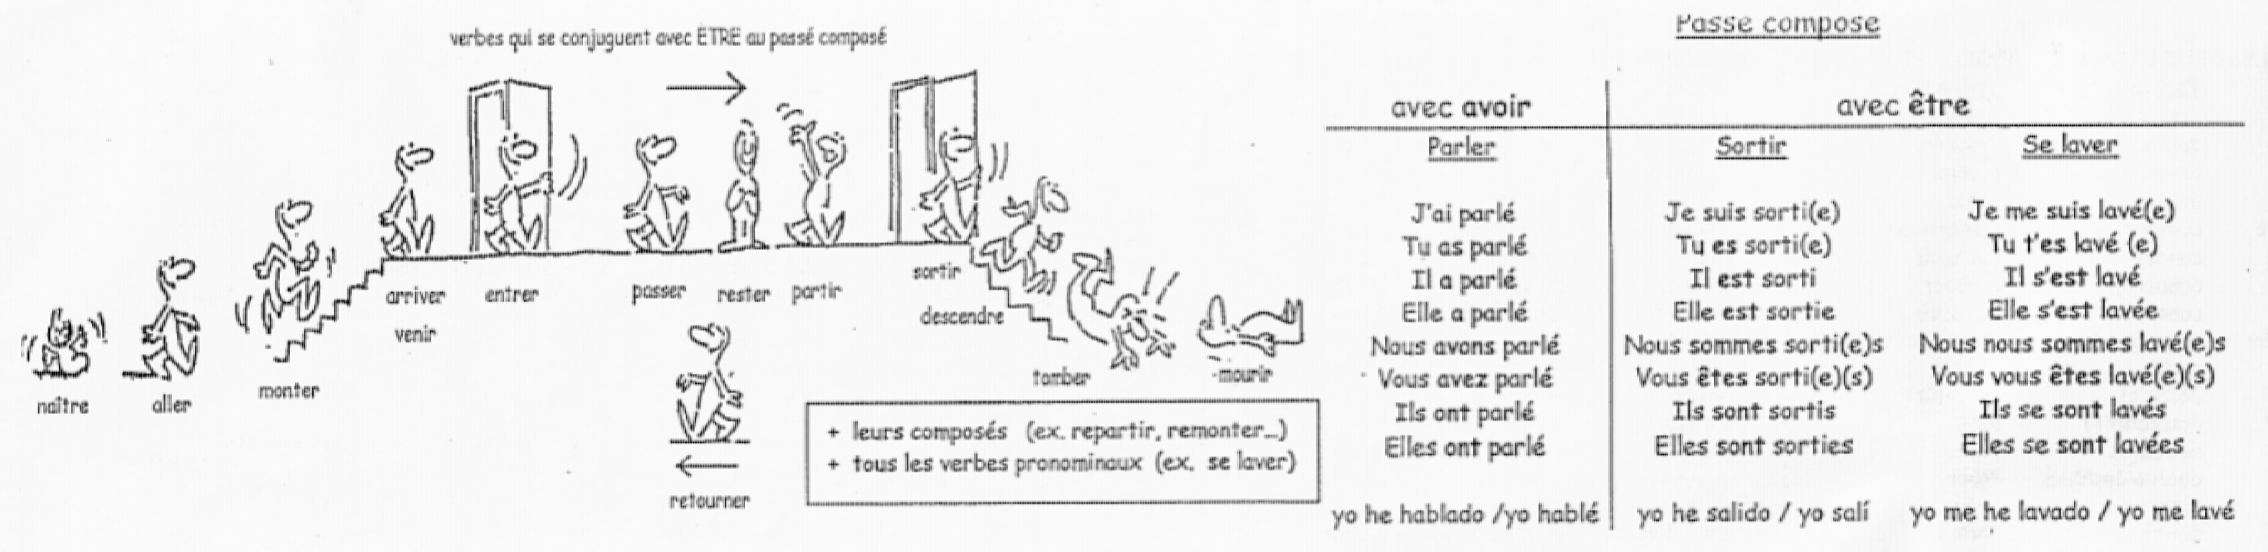 verbes qui se conjuguent avec ETRE au passé composé
naître
aller
monter
arriver
venir
entrer
passer
rester
partir
sortir
descendre
tomber
mourir
retourner
+ leurs composés (ex. repartir, remonter...)
+ tous les verbes pronominaux (ex. se laver)
Passe compose
avec avoir
avec être
Parler
Sortir
Se laver
J'ai parlé
Je suis sorti(e)
Je me suis lavé(e)
Tu as parlé
Tu es sorti(e)
Tu t'es lavé (e)
Il a parlé
Il est sorti
Il s'est lavé
Elle a parlé
Elle est sortie
Elle s'est lavée
Nous avons parlé
Nous sommes sorti(e)s
Nous nous sommes lavé(e)s
Vous avez parlé
Vous êtes sorti(e)(s)
Vous vous êtes lavé(e)(s)
Ils ont parlé
Ils sont sortis
Ils se sont lavés
Elles ont parlé
Elles sont sorties
Elles se sont lavées
yo he hablado /yo hablé
yo he salido / yo salí
yo me he lavado / yo me lavé